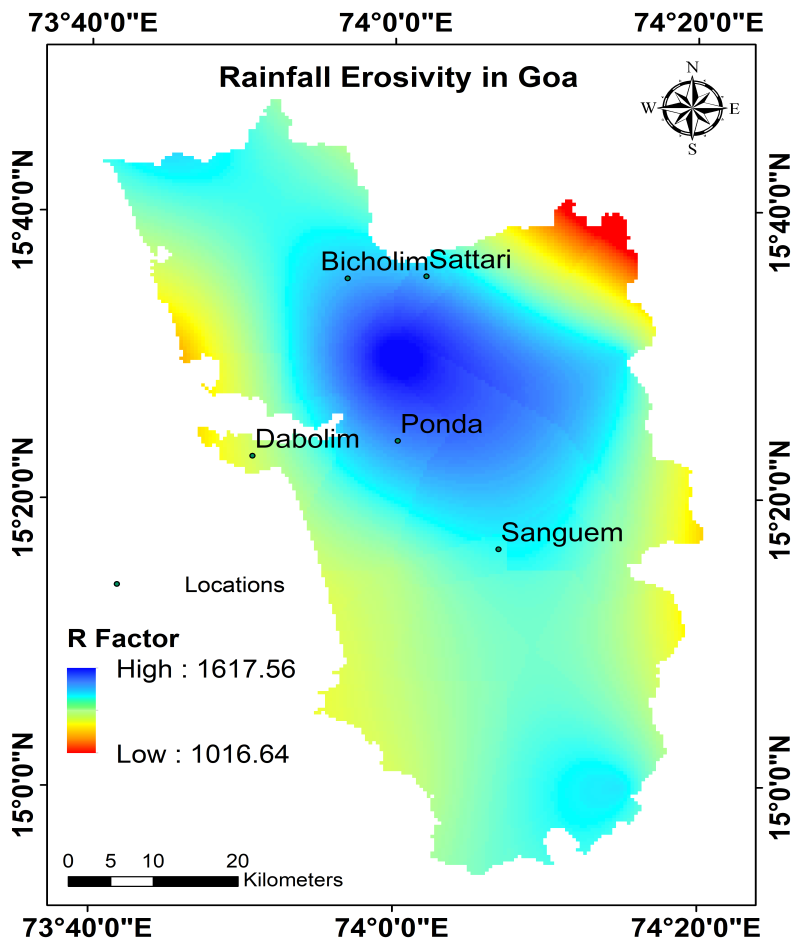 73°40'0"E 74°0'0"E 74°20'0"E
Rainfall Erosivity in Goa
N
W E
S
15°40'0"N 15°40'0"N
Bicholim Sattari
Ponda
Dabolim
15°20'0"N 15°20'0"N
Sanguem
Locations
R Factor
High : 1617.56
Low : 1016.64
15°0'0"N 15°0'0"N
0 5 10 20
Kilometers
73°40'0"E 74°0'0"E 74°20'0"E